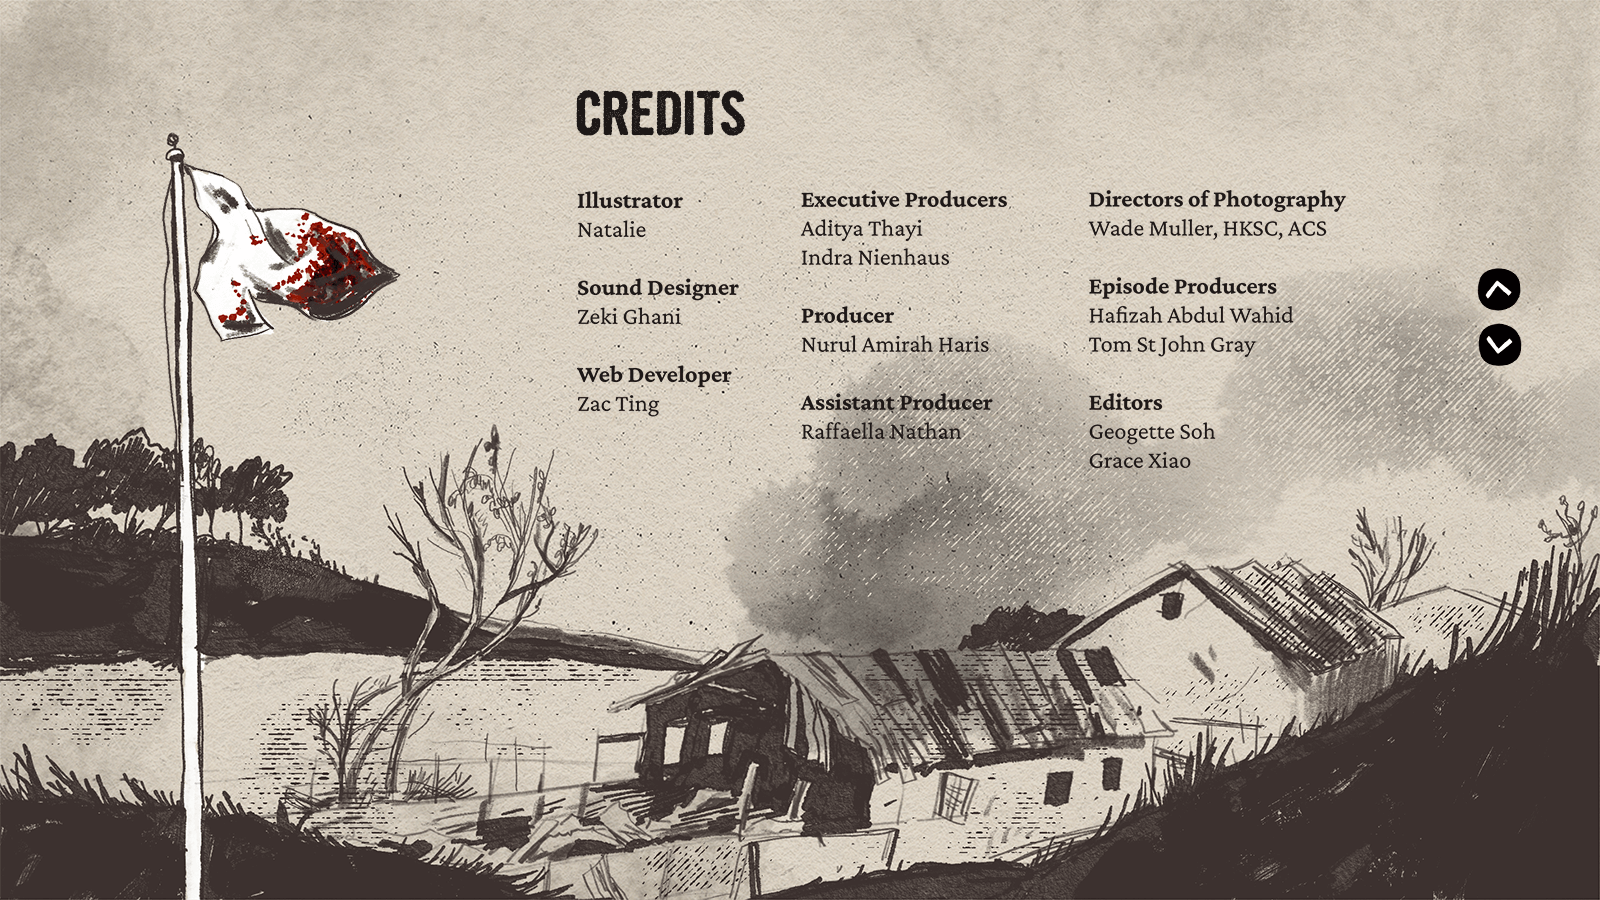 CREDITS
Illustrator
Natalie
Sound Designer
Zeki Ghani
Web Developer
Zac Ting
Executive Producers
Aditya Thayi
Indra Nienhaus
Producer
Nurul Amirah Haris
Assistant Producer
Raffaella Nathan
Directors of Photography
Wade Muller, HKSC, ACS
Episode Producers
Hafizah Abdul Wahid
Tom St John Gray
Editors
Geogette Soh
Grace Xiao